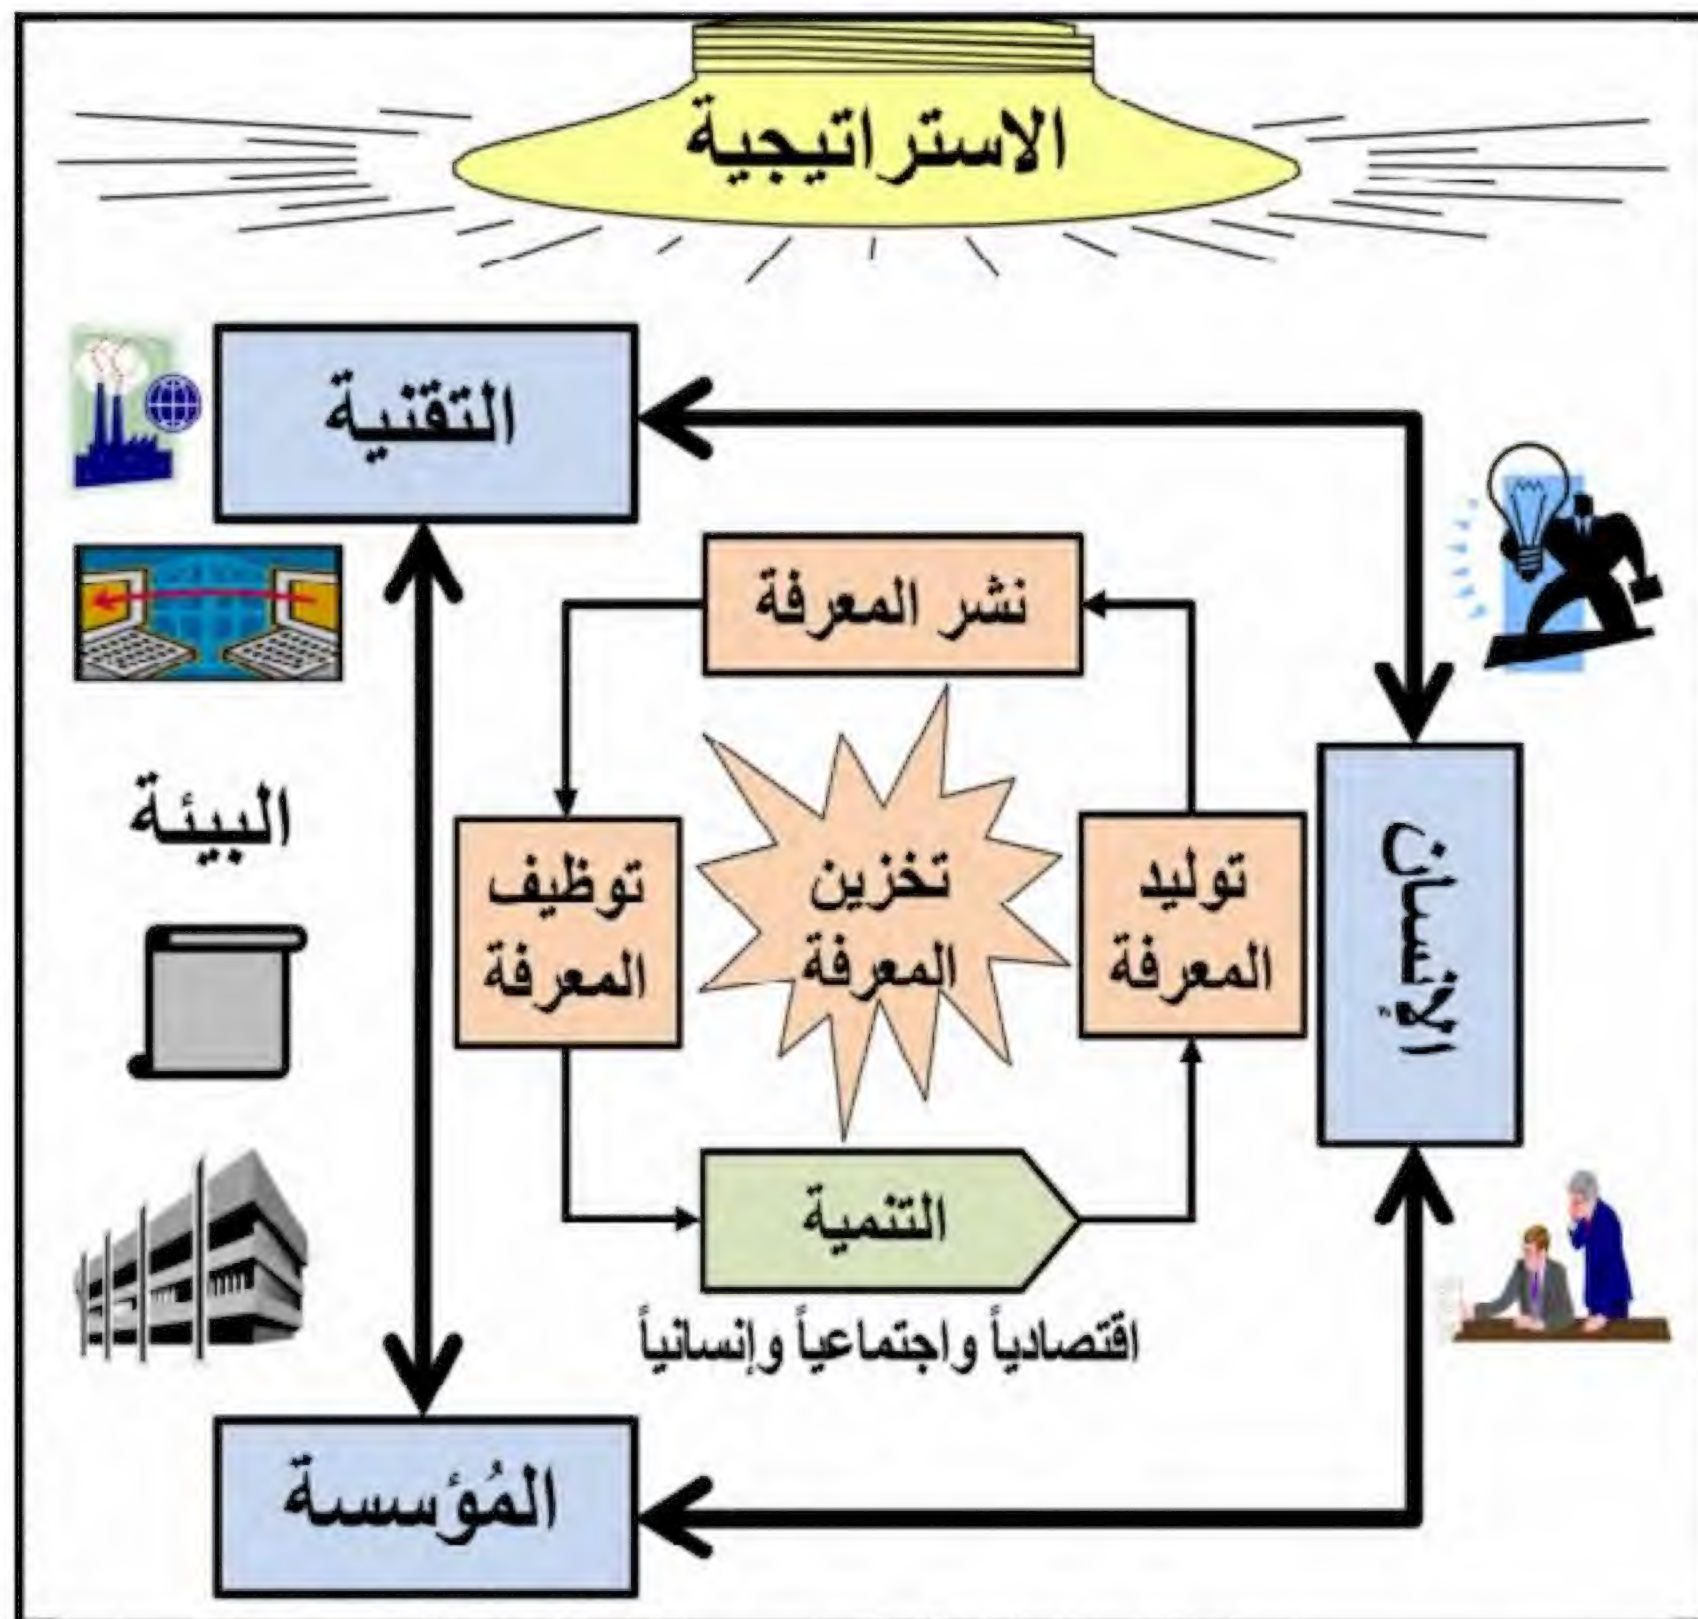 الاستراتيجية
التقنية
نشر المعرفة
الإنسان
توليد
المعرفة
تخزين
المعرفة
توظيف
المعرفة
البيئة
التنمية
اقتصادياً واجتماعياً وإنسانياً
المُؤسسة